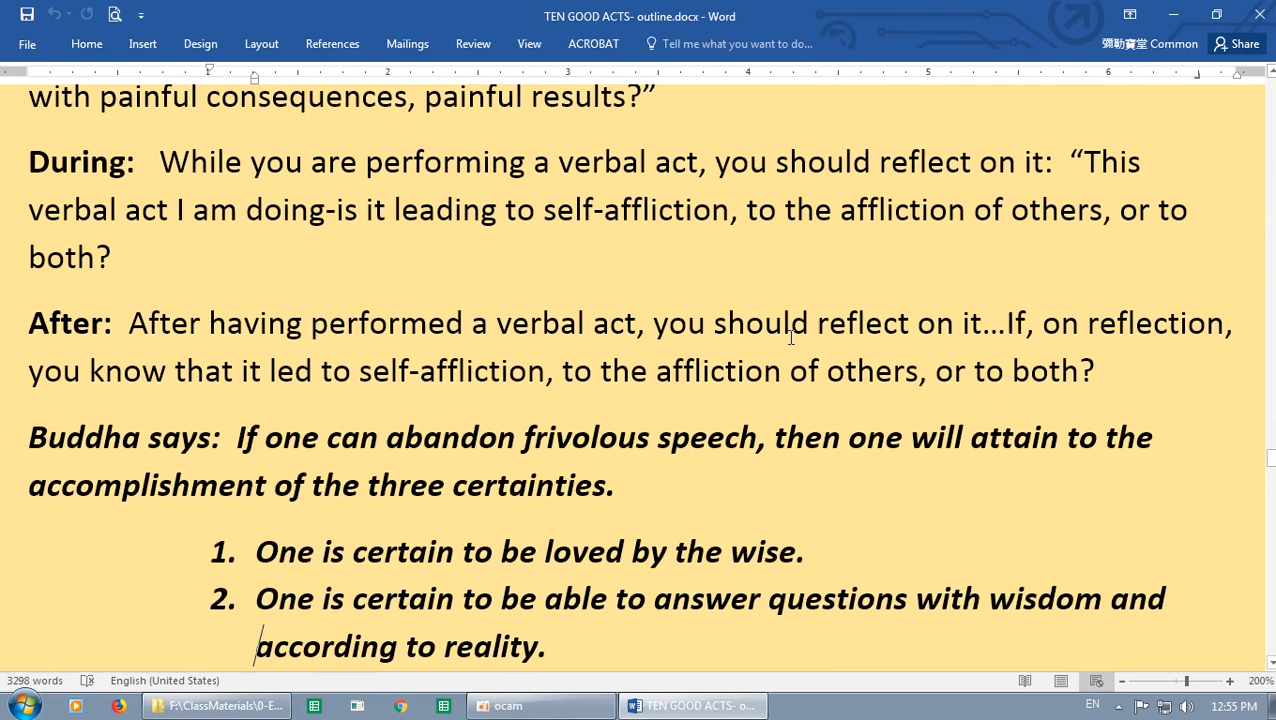 TEN GOOD ACTS- outline.docx - Word
File Home Insert Design Layout References Mailings Review View ACROBAT Tell me what you want to do... 彌勒寶堂 Common Share
1 2 3 4 5 6
with painful consequences, painful results?”
During: While you are performing a verbal act, you should reflect on it: “This
verbal act I am doing-is it leading to self-affliction, to the affliction of others, or to
both?
After: After having performed a verbal act, you should reflect on it…If, on reflection,
you know that it led to self-affliction, to the affliction of others, or to both?
Buddha says: If one can abandon frivolous speech, then one will attain to the
accomplishment of the three certainties.
1. One is certain to be loved by the wise.
2. One is certain to be able to answer questions with wisdom and
according to reality.
3298 words English (United States) 200%
F:\ClassMaterials\0-E... ocam TEN GOOD ACTS- o... EN 12:55 PM